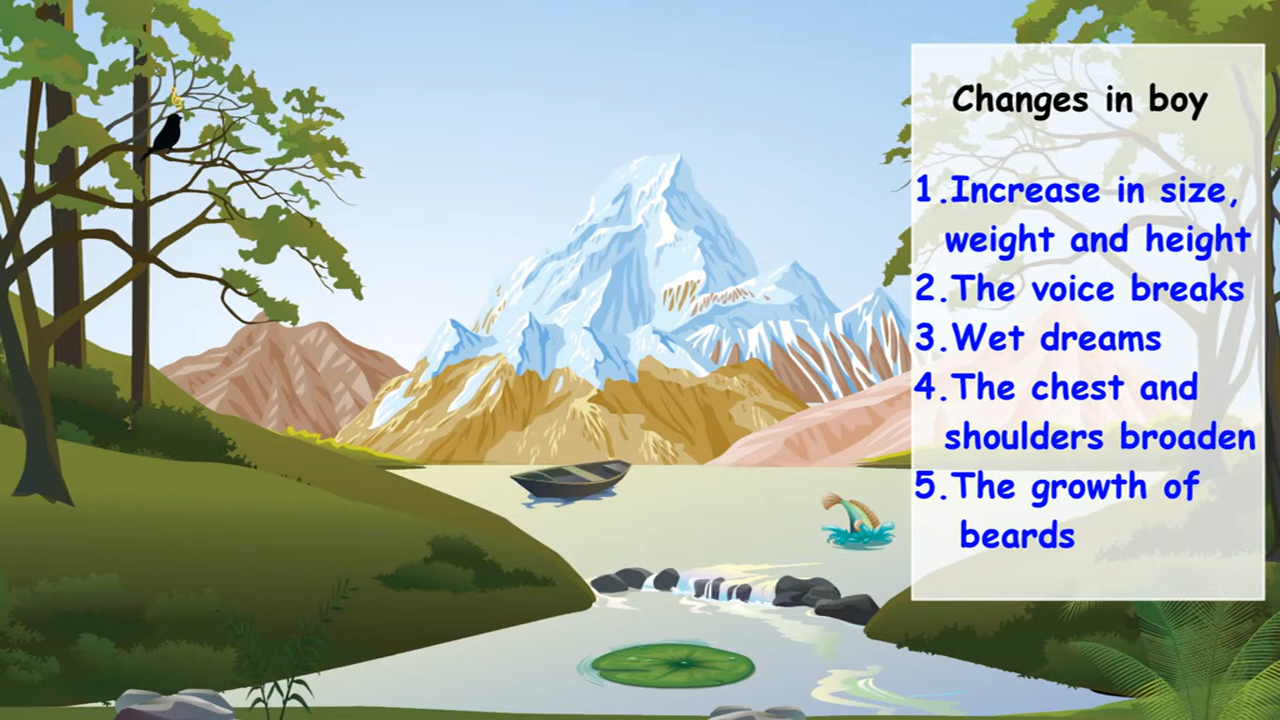 Changes in boy
1.Increase in size,
weight and height
2.The voice breaks
3.Wet dreams
4.The chest and
shoulders broaden
5.The growth of
beards